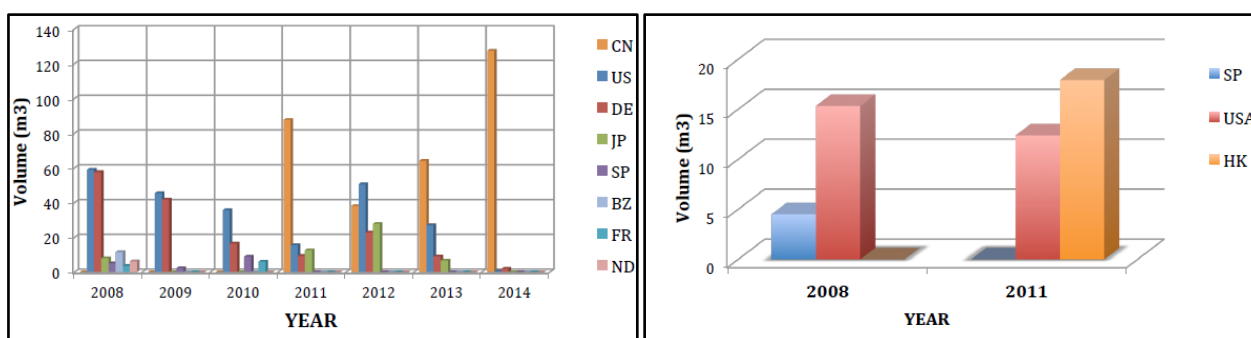 Volume (m3)
140
120
100
80
60
40
20
0
2008 2009 2010 2011 2012 2013 2014
YEAR
CN
US
DE
JP
SP
BZ
FR
ND
Volume (m3)
20
15
10
5
0
2008 2011
YEAR
SP
USA
HK